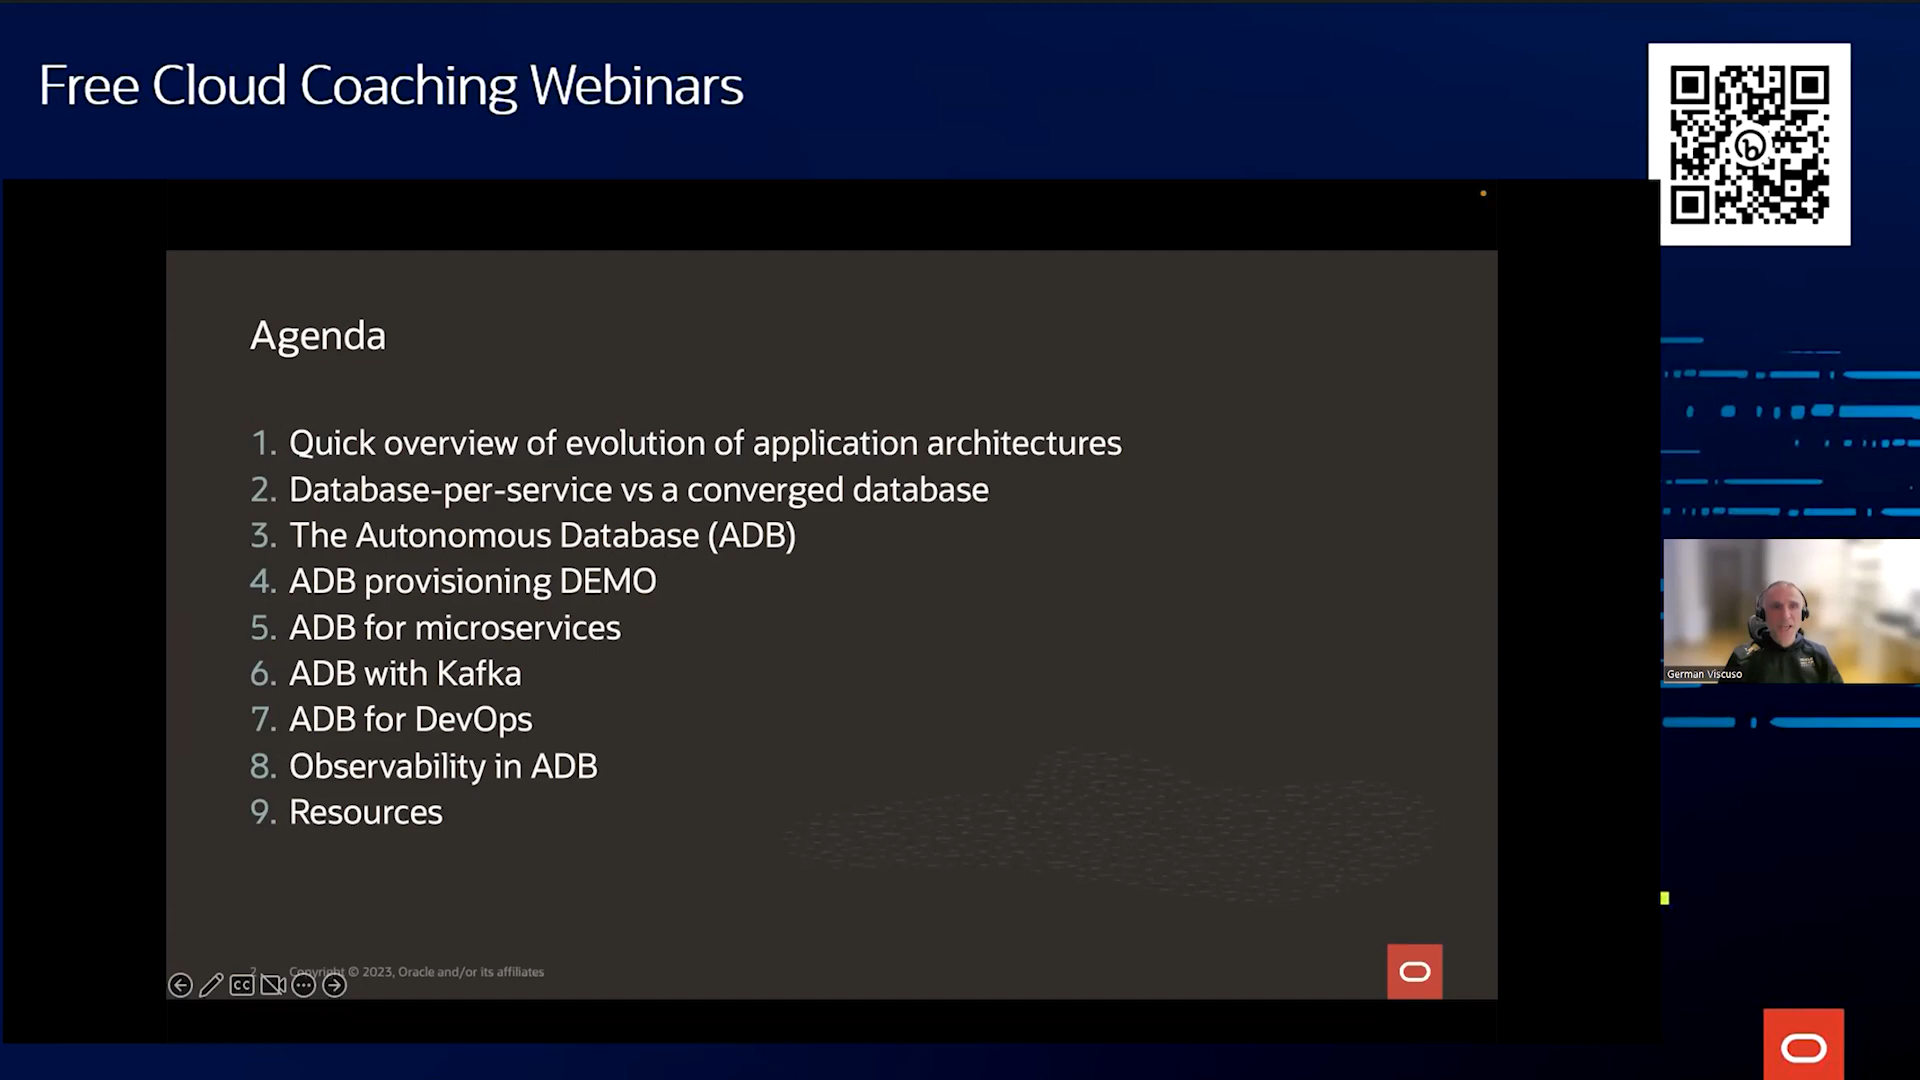 Free Cloud Coaching Webinars
Agenda
1. Quick overview of evolution of application architectures
2. Database-per-service vs a converged database
3. The Autonomous Database (ADB)
4. ADB provisioning DEMO
5. ADB for microservices
6. ADB with Kafka
7. ADB for DevOps
8. Observability in ADB
9. Resources
German Viscuso
2 Copyright © 2023, Oracle and/or its affiliates
CC